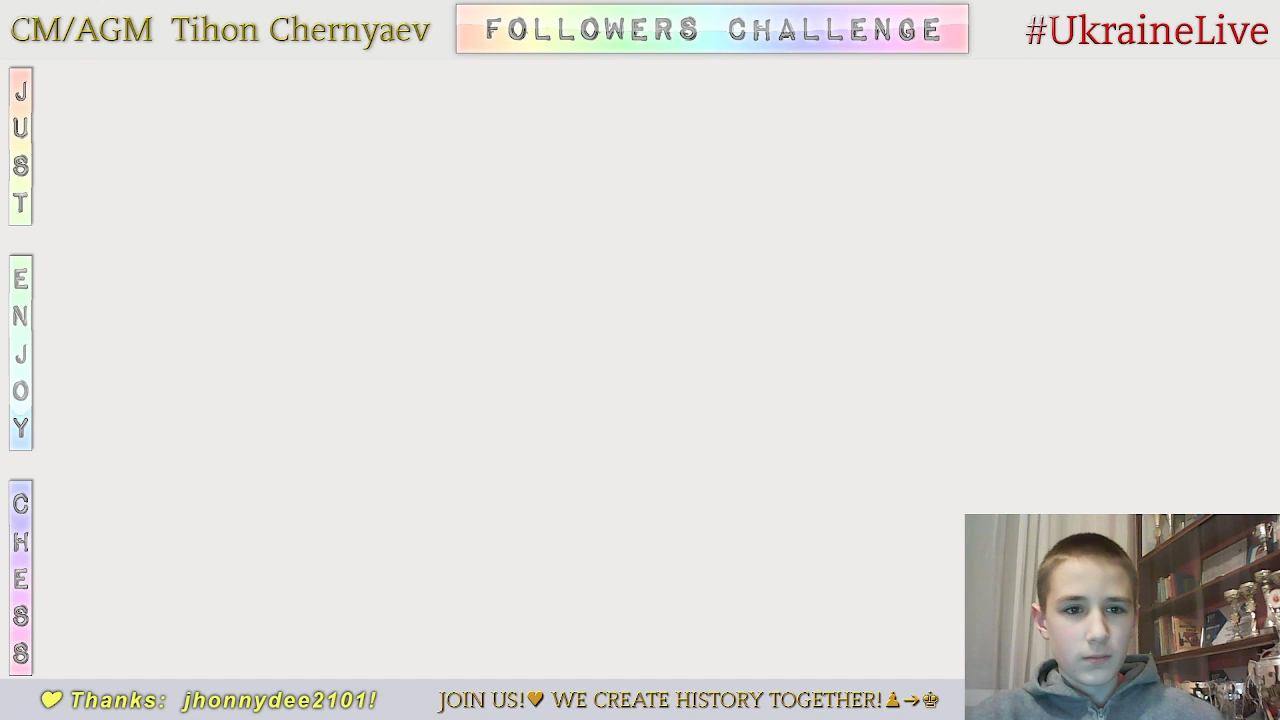 CM/AGM Tihon Chernyaev
FOLLOWERS CHALLENGE
#UkraineLive
JUST
ENJOY
CHESS
Thanks: jhonnydee2101!
JOIN US!🧡 WE CREATE HISTORY TOGETHER!♟→♚